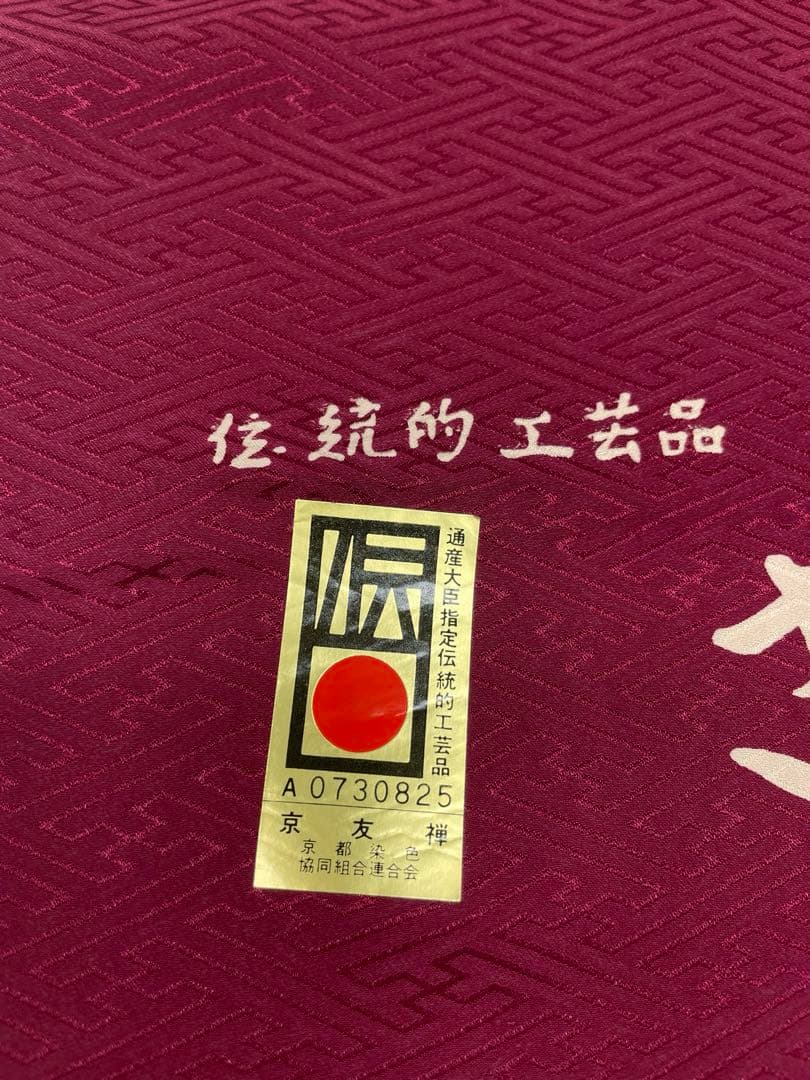 伝統的工芸品
伝
通産大臣指定伝統的工芸品
A0730825
京友禅
京都染色
協同組合連合会